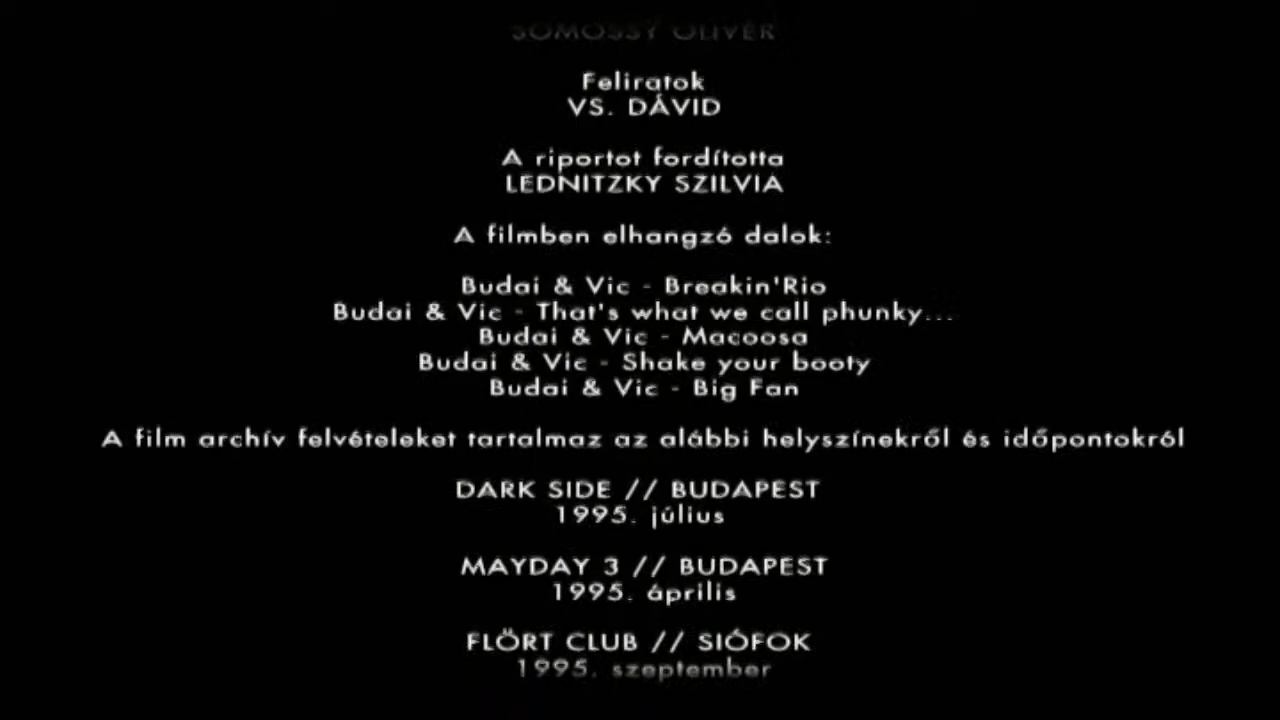 SOMOSSY OLIVÉR
Feliratok
VS. DÁVID
A riportot fordította
LEDNITZKY SZILVIA
A filmben elhangzó dalok:
Budai & Vic - Breakin'Rio
Budai & Vic - That's what we call phunky...
Budai & Vic - Macoosa
Budai & Vic - Shake your booty
Budai & Vic - Big Fan
A film archív felvételeket tartalmaz az alábbi helyszínekről és időpontokról
DARK SIDE // BUDAPEST
1995. július
MAYDAY 3 // BUDAPEST
1995. április
FLÖRT CLUB // SIÓFOK
1995. szeptember